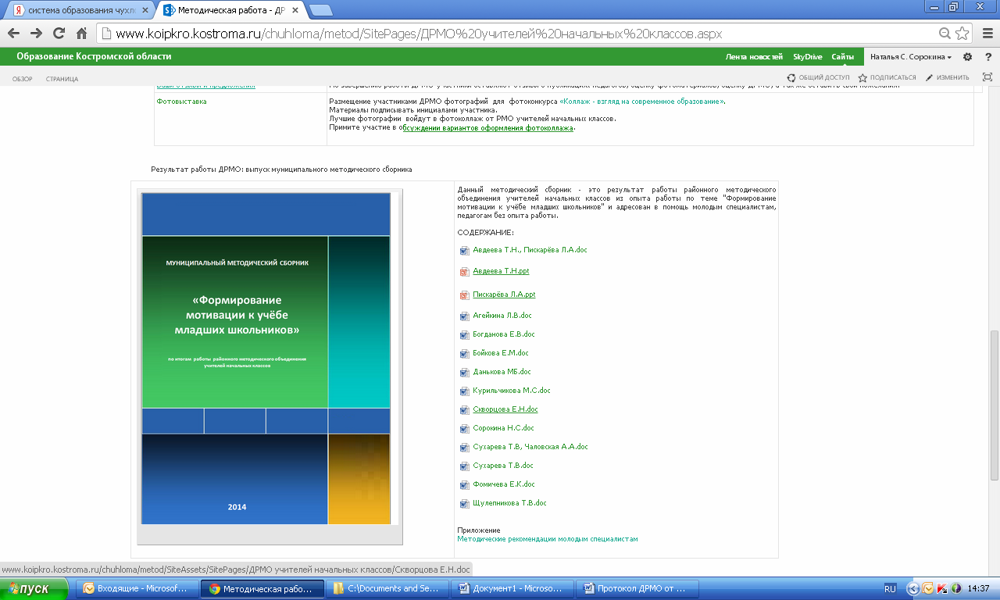 система образования чухло
Методическая работа - ДР
www.koipkro.kostroma.ru/chuhloma/metod/SitePages/ДРМО%20учителей%20начальных%20классов.aspx
Образование Костромской области
Лента новостей SkyDrive Сайты Наталья С. Сорокина
ОБЗОР СТРАНИЦА ОБЩИЙ ДОСТУП ПОДПИСАТЬСЯ ИЗМЕНИТЬ
Фотовыставка
Размещение участниками ДРМО фотографий для фотоконкурса «Коллаж - взгляд на современное образование».
Материалы подписывать инициалами участника.
Лучшие фотографии войдут в фотоколлаж от РМО учителей начальных классов.
Примите участие в обсуждении вариантов оформления фотоколлажа.
Результат работы ДРМО: выпуск муниципального методического сборника
МУНИЦИПАЛЬНЫЙ МЕТОДИЧЕСКИЙ СБОРНИК
«Формирование
мотивации к учёбе
младших школьников»
по итогам работы районного методического объединения
учителей начальных классов
2014
Данный методический сборник - это результат работы районного методического
объединения учителей начальных классов из опыта работы по теме "Формирование
мотивации к учёбе младших школьников" и адресован в помощь молодым специалистам,
педагогам без опыта работы.
СОДЕРЖАНИЕ:
Авдеева Т.Н., Пискарёва Л.А.doc
Авдеева Т.Н.ppt
Пискарёва Л.А.ppt
Агейкина Л.В.doc
Богданова Е.В.doc
Бойкова Е.М.doc
Данькова МБ.doc
Курильчикова М.С.doc
Скворцова Е.Н.doc
Сорокина Н.С.doc
Сухарева Т.В, Чаловская А.А.doc
Сухарева Т.В.doc
Фомичева Е.К.doc
Щулепникова Т.В.doc
Приложение
Методические рекомендации молодым специалистам
www.koipkro.kostroma.ru/chuhloma/metod/SiteAssets/SitePages/ДРМО учителей начальных классов/Скворцова Е.Н.doc
пуск Входящие - Microsof... Методическая рабо... C:\Documents and Se... Документ1 - Microso... Протокол ДРМО от ... RU 14:37